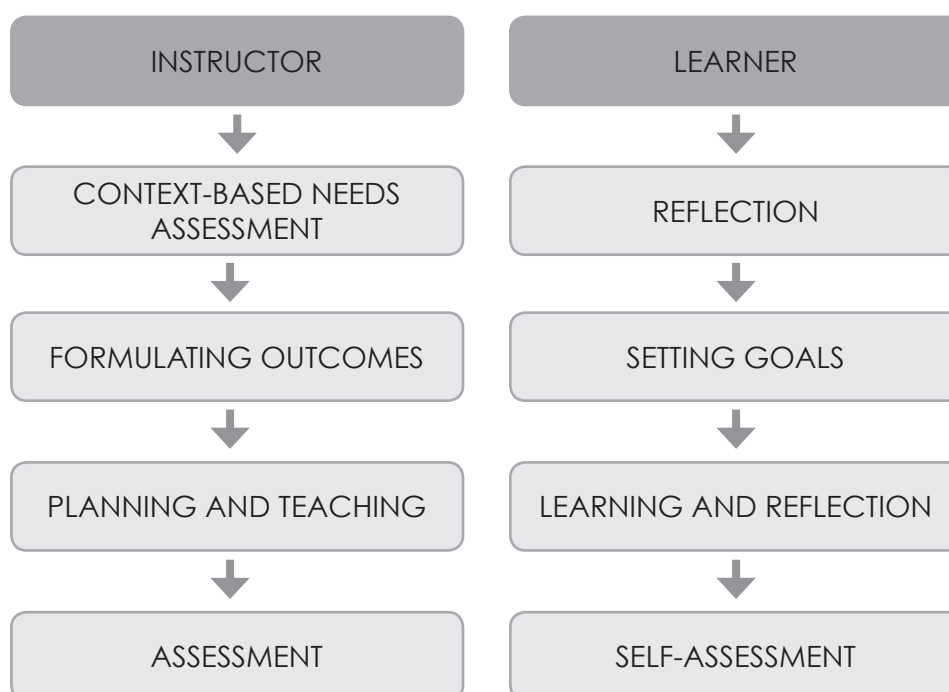 INSTRUCTOR
CONTEXT-BASED NEEDS
ASSESSMENT
FORMULATING OUTCOMES
PLANNING AND TEACHING
ASSESSMENT
LEARNER
REFLECTION
SETTING GOALS
LEARNING AND REFLECTION
SELF-ASSESSMENT